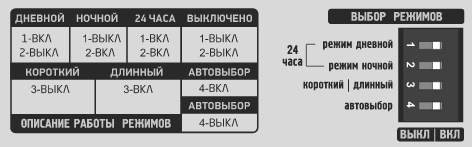 ДНЕВНОЙ НОЧНОЙ 24 ЧАСА ВЫКЛЮЧЕНО
1-ВКЛ 1-ВЫКЛ 1-ВКЛ 1-ВЫКЛ
2-ВЫКЛ 2-ВКЛ 2-ВКЛ 2-ВЫКЛ
КОРОТКИЙ ДЛИННЫЙ АВТОВЫБОР
3-ВЫКЛ 3-ВКЛ 4-ВКЛ
АВТОВЫБОР
ОПИСАНИЕ РАБОТЫ РЕЖИМОВ 4-ВЫКЛ
ВЫБОР РЕЖИМОВ
24 часа
режим дневной 1
режим ночной 2
короткий | длинный 3
автовыбор 4
ВЫКЛ ВКЛ